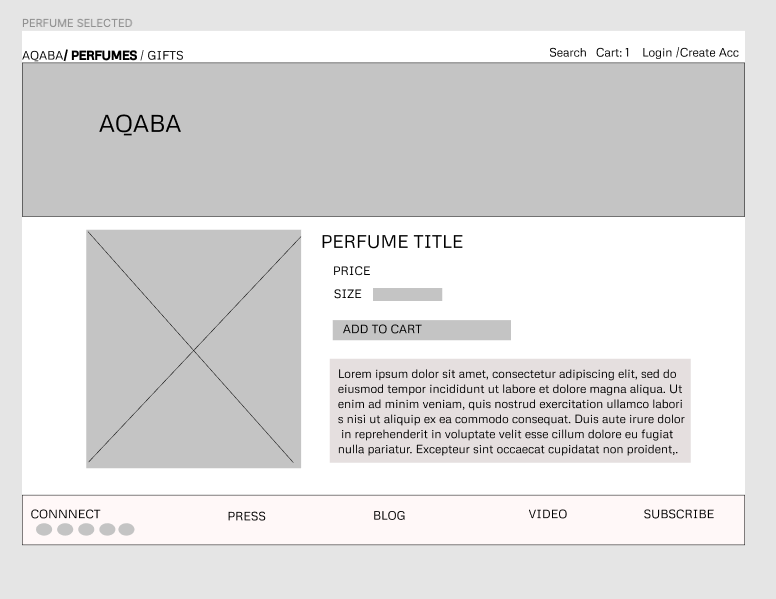 PERFUME SELECTED
AQABA/ PERFUMES / GIFTS
Search Cart: 1 Login /Create Acc
AQABA
PERFUME TITLE
PRICE
SIZE
ADD TO CART
Lorem ipsum dolor sit amet, consectetur adipiscing elit, sed do
eiusmod tempor incididunt ut labore et dolore magna aliqua. Ut
enim ad minim veniam, quis nostrud exercitation ullamco labori
s nisi ut aliquip ex ea commodo consequat. Duis aute irure dolor
in reprehenderit in voluptate velit esse cillum dolore eu fugiat
nulla pariatur. Excepteur sint occaecat cupidatat non proident,.
CONNNECT
PRESS
BLOG
VIDEO
SUBSCRIBE